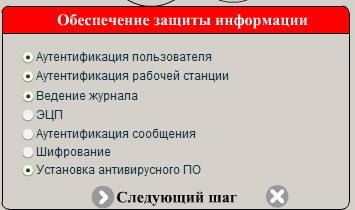 Обеспечение защиты информации
Аутентификация пользователя
Аутентификация рабочей станции
Ведение журнала
ЭЦП
Аутентификация сообщения
Шифрование
Установка антивирусного ПО
Следующий шаг